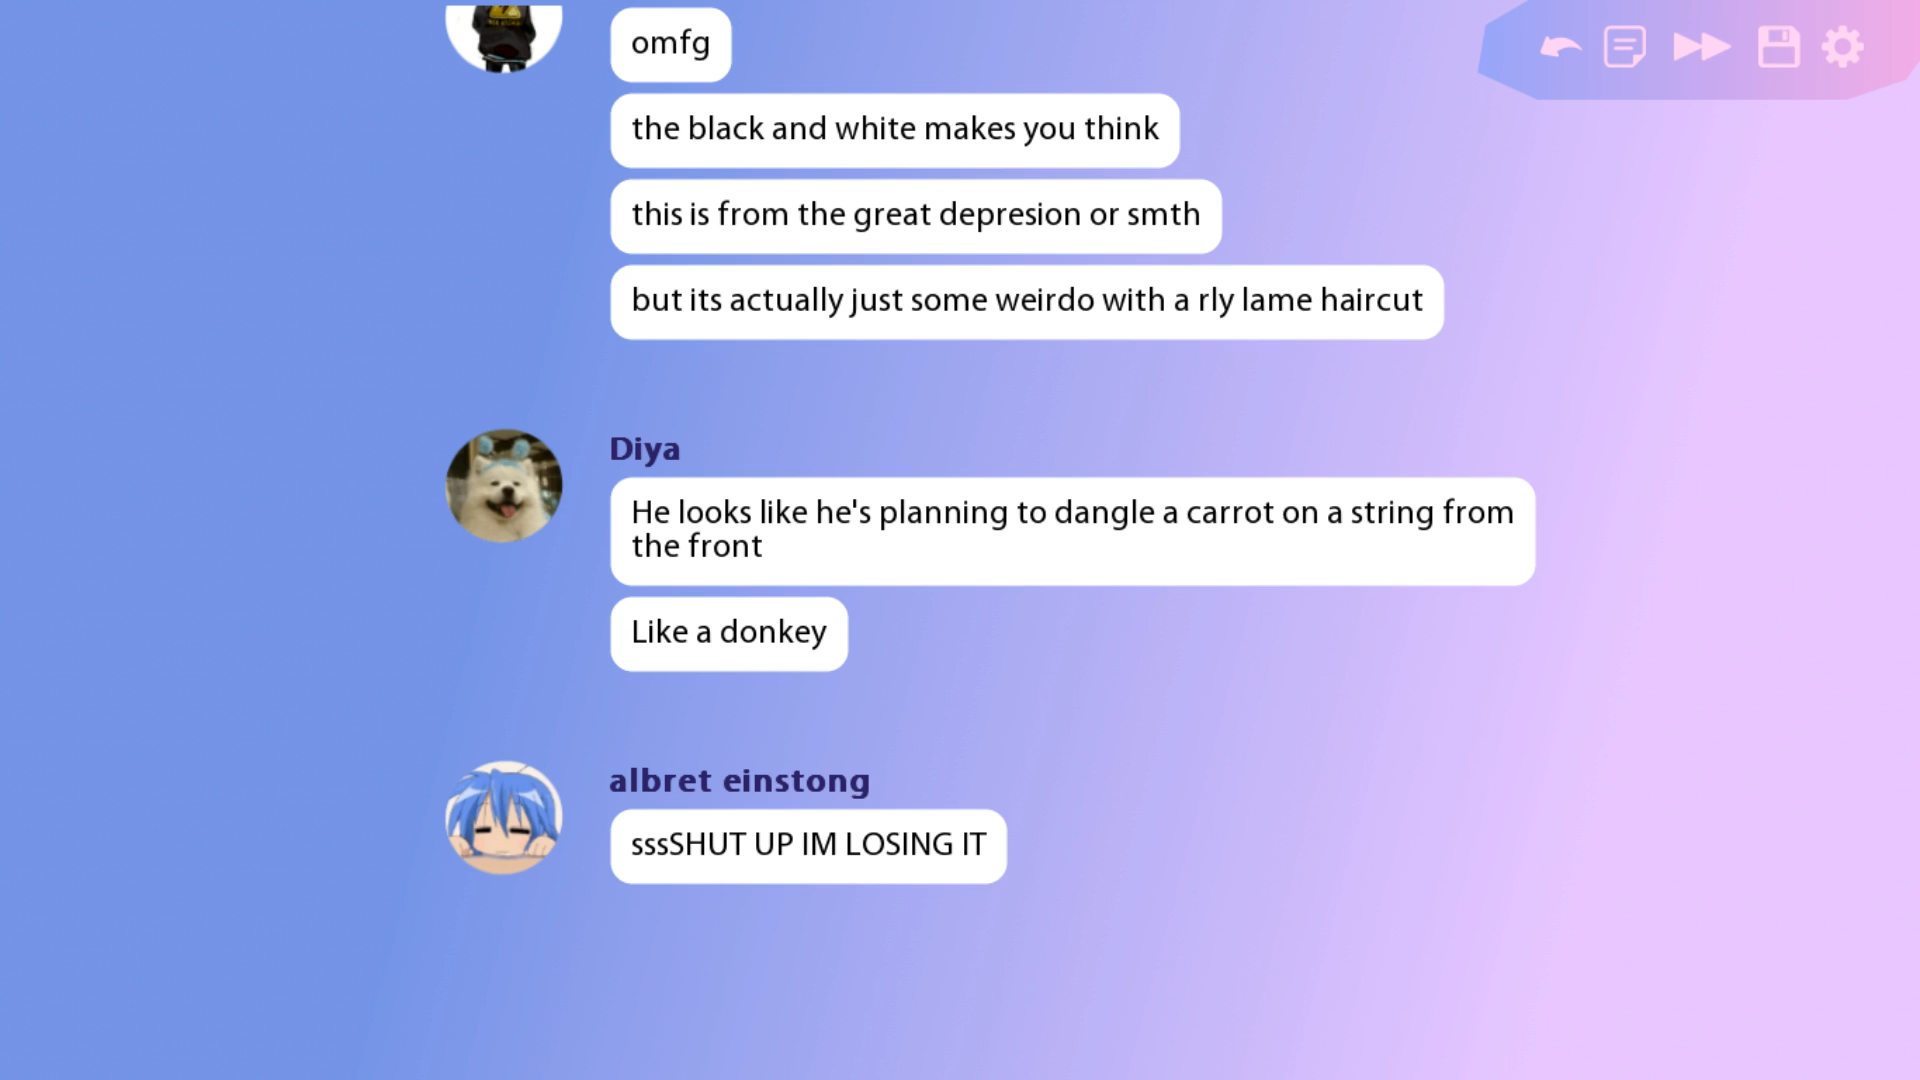 omfg
the black and white makes you think
this is from the great depresion or smth
but its actually just some weirdo with a rly lame haircut
Diya
He looks like he's planning to dangle a carrot on a string from
the front
Like a donkey
albret einstong
sssSHUT UP IM LOSING IT